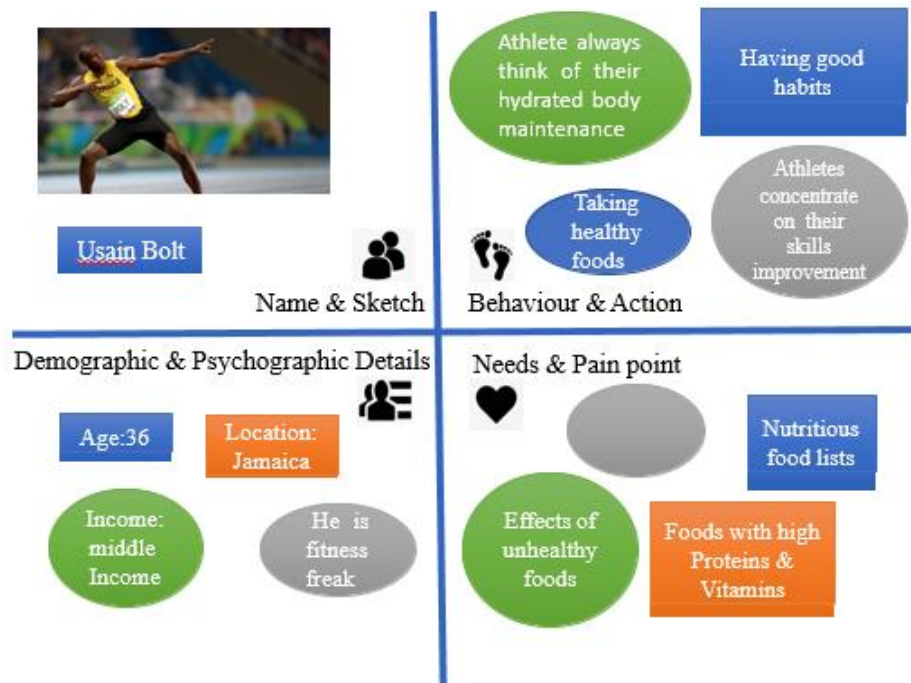 Usain Bolt
Name & Sketch
Athlete always
think of their
hydrated body
maintenance
Having good
habits
Taking
healthy
foods
Athletes
concentrate
on their
skills
improvement
Behaviour & Action
Demographic & Psychographic Details
Age:36
Location:
Jamaica
Income:
middle
Income
He is
fitness
freak
Needs & Pain point
Nutritious
food lists
Effects of
unhealthy
foods
Foods with high
Proteins &
Vitamins